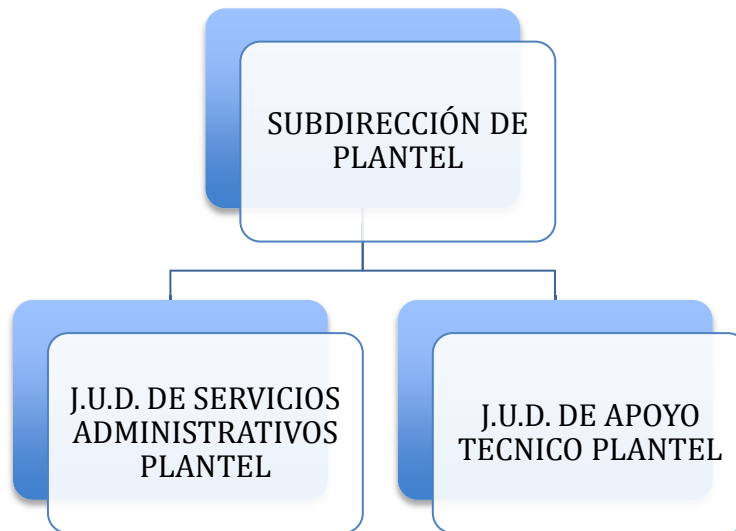 SUBDIRECCIÓN DE
PLANTEL
J.U.D. DE SERVICIOS
ADMINISTRATIVOS
PLANTEL
J.U.D. DE APOYO
TECNICO PLANTEL